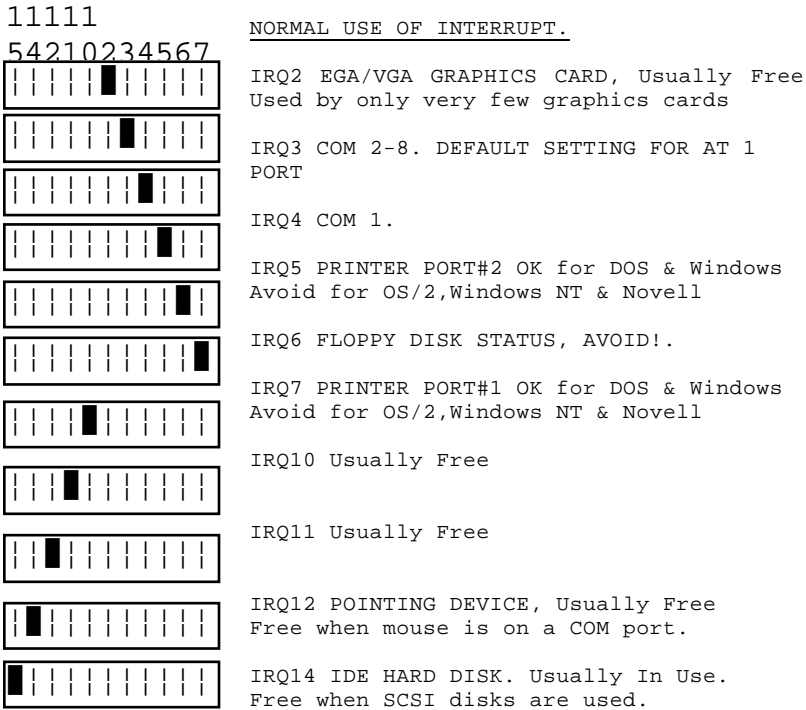 11111
54210234567
NORMAL USE OF INTERRUPT.
IRQ2 EGA/VGA GRAPHICS CARD, Usually Free
Used by only very few graphics cards
IRQ3 COM 2-8. DEFAULT SETTING FOR AT 1
PORT
IRQ4 COM 1.
IRQ5 PRINTER PORT#2 OK for DOS & Windows
Avoid for OS/2,Windows NT & Novell
IRQ6 FLOPPY DISK STATUS, AVOID!.
IRQ7 PRINTER PORT#1 OK for DOS & Windows
Avoid for OS/2,Windows NT & Novell
IRQ10 Usually Free
IRQ11 Usually Free
IRQ12 POINTING DEVICE, Usually Free
Free when mouse is on a COM port.
IRQ14 IDE HARD DISK. Usually In Use.
Free when SCSI disks are used.